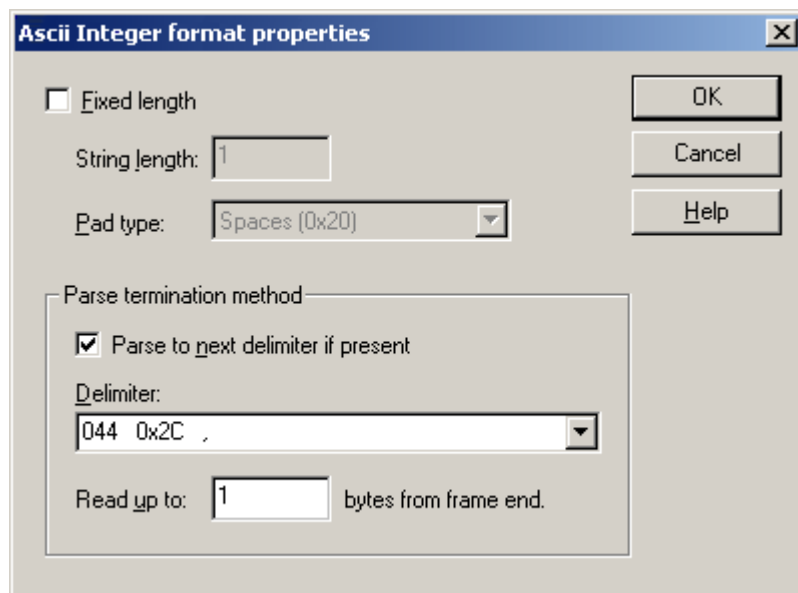 Ascii Integer format properties
Fixed length
OK
String length: 1
Cancel
Pad type: Spaces (0x20)
Help
Parse termination method
Parse to next delimiter if present
Delimiter:
044 0x2C ,
Read up to: 1 bytes from frame end.